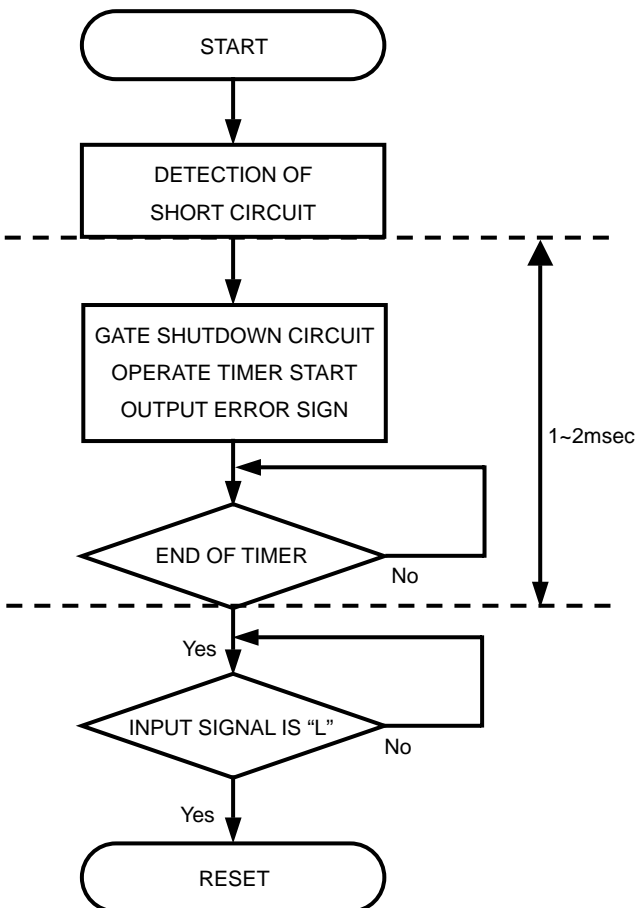 START
DETECTION OF
SHORT CIRCUIT
GATE SHUTDOWN CIRCUIT
OPERATE TIMER START
OUTPUT ERROR SIGN
1~2msec
END OF TIMER
No
Yes
INPUT SIGNAL IS “L”
No
Yes
RESET